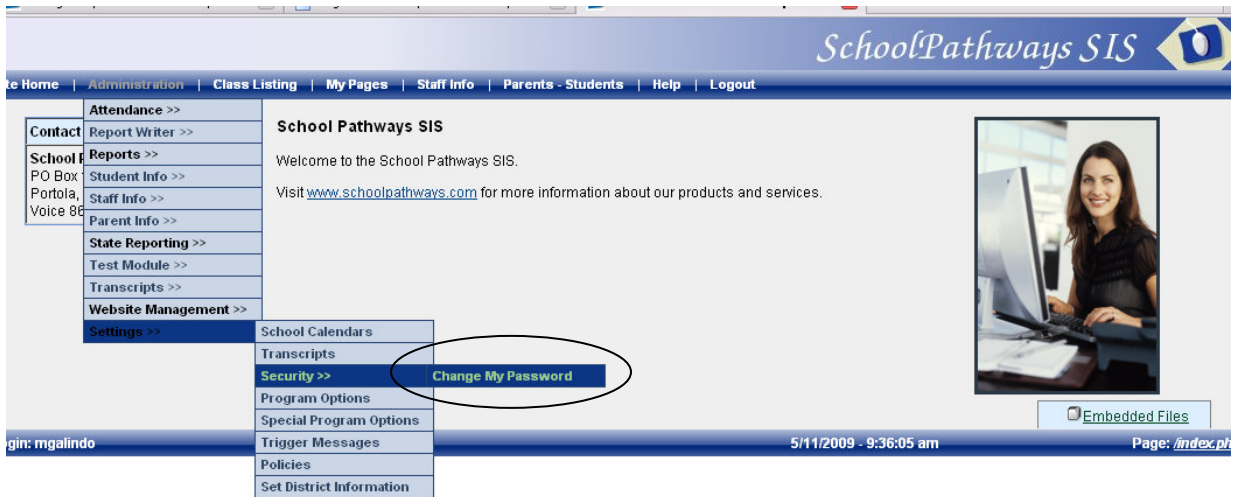 SchoolPathways SIS
te Home | Administration | Class Listing | My Pages | Staff Info | Parents - Students | Help | Logout
Contact
School P
PO Box
Portola,
Voice 86
Attendance >>
Report Writer >>
Reports >>
Student Info >>
Staff Info >>
Parent Info >>
State Reporting >>
Test Module >>
Transcripts >>
Website Management >>
Settings >>
School Calendars
Transcripts
Security >>
Change My Password
Program Options
Special Program Options
Trigger Messages
Policies
Set District Information
School Pathways SIS
Welcome to the School Pathways SIS.
Visit www.schoolpathways.com for more information about our products and services.
Embedded Files
gin: mgalindo
5/11/2009 - 9:36:05 am
Page: /index.ph